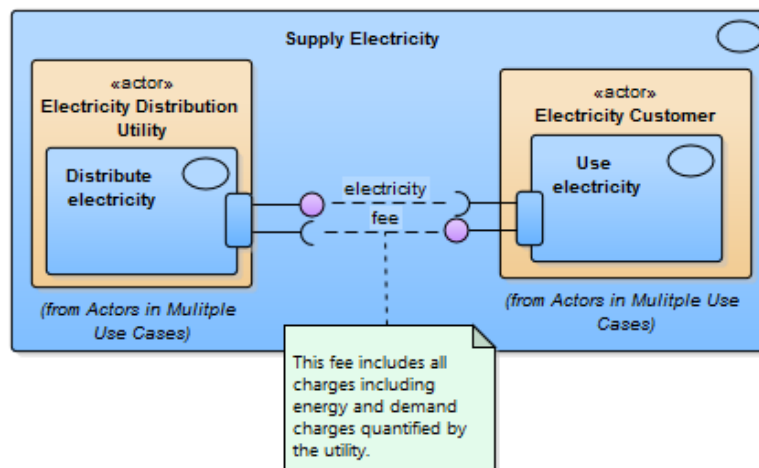 Supply Electricity
«actor»
Electricity Distribution
Utility
Distribute
electricity
(from Actors in Mulitple
Use Cases)
electricity
fee
«actor»
Electricity Customer
Use
electricity
(from Actors in Mulitple Use
Cases)
This fee includes all
charges including
energy and demand
charges quantified by
the utility.